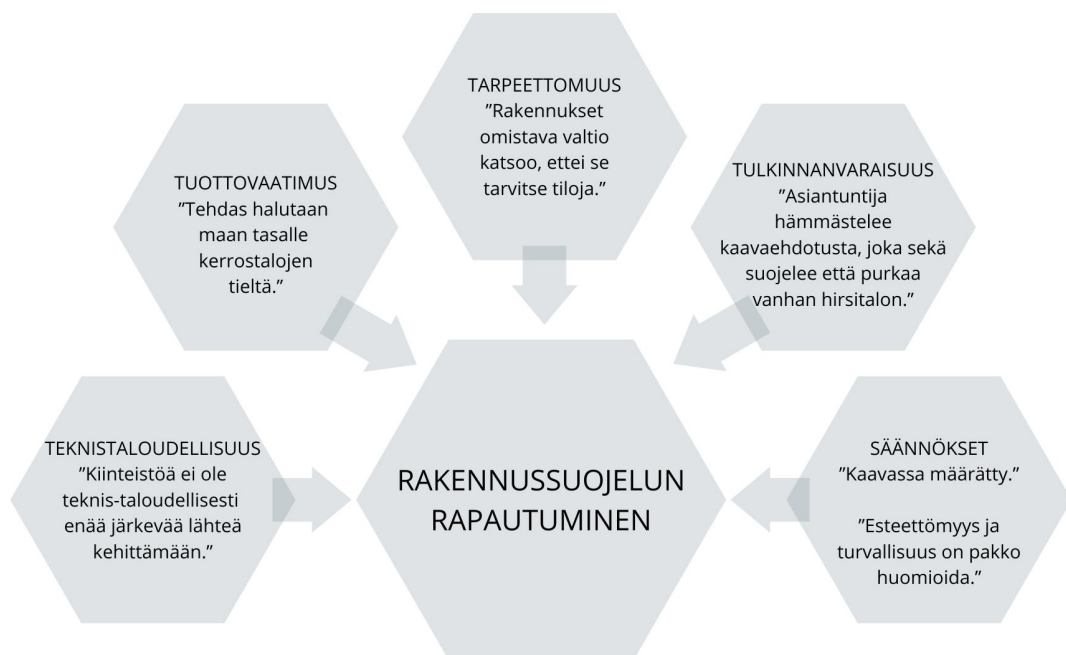 TEKNISTALOUDELLISUUS
”Kiinteistöä ei ole
teknis-taloudellisesti
enää järkevää lähteä
kehittämään.”
TUOTTOVAATIMUS
”Tehdas halutaan
maan tasalle
kerrostalojen
tieltä.”
TARPEETTOMUUS
”Rakennukset
omistava valtio
katsoo, ettei se
tarvitse tiloja.”
TULKINNANVARAISUUS
”Asiantuntija
hämmästelee
kaavaehdotusta, joka sekä
suojelee että purkaa
vanhan hirsitalon.”
SÄÄNNÖKSET
”Kaavassa määrätty.”
”Esteettömyys ja
turvallisuus on pakko
huomioida.”
RAKENNUSSUOJELUN
RAPAUTUMINEN